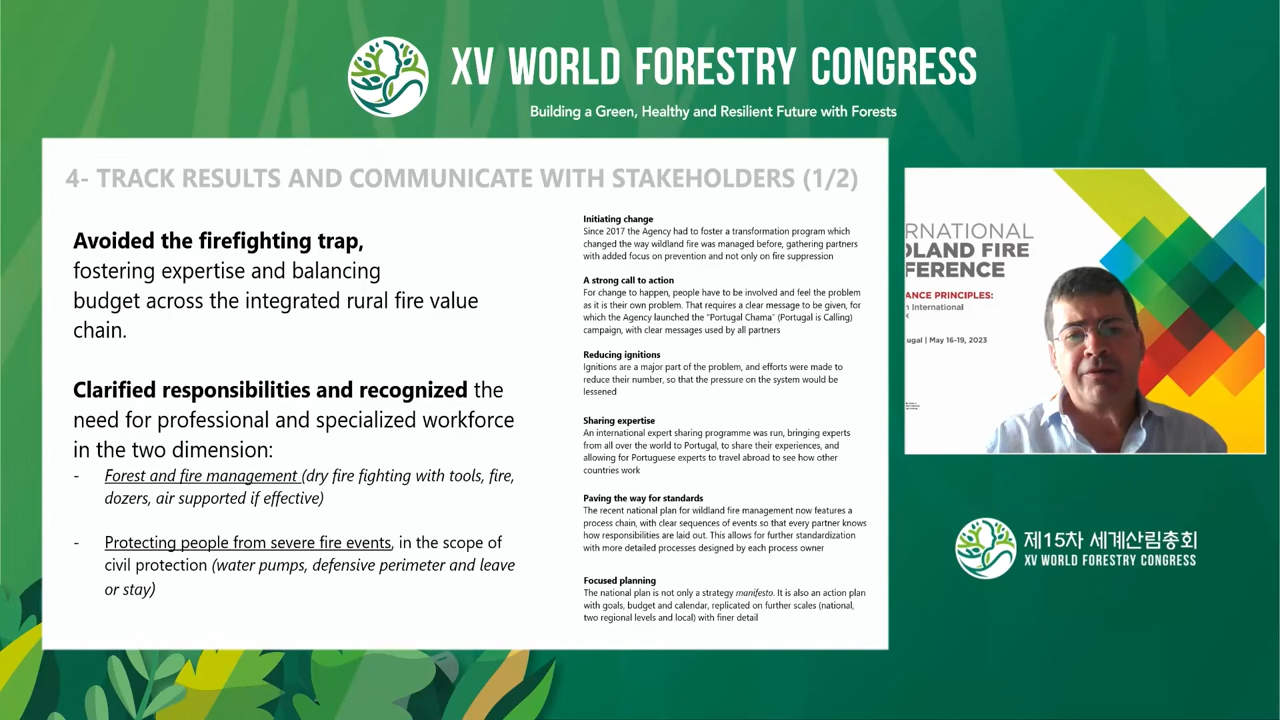 XV WORLD FORESTRY CONGRESS
Building a Green, Healthy and Resilient Future with Forests
4- TRACK RESULTS AND COMMUNICATE WITH STAKEHOLDERS (1/2)
Avoided the firefighting trap,
fostering expertise and balancing
budget across the integrated rural fire value
chain.
Clarified responsibilities and recognized the
need for professional and specialized workforce
in the two dimension:
- Forest and fire management (dry fire fighting with tools, fire,
dozers, air supported if effective)
- Protecting people from severe fire events, in the scope of
civil protection (water pumps, defensive perimeter and leave
or stay)
Initiating change
Since 2017 the Agency had to foster a transformation program which
changed the way wildland fire was managed before, gathering partners
with added focus on prevention and not only on fire suppression
A strong call to action
For change to happen, people have to be involved and feel the problem
as it is their own problem. That requires a clear message to be given, for
which the Agency launched the "Portugal Chama" (Portugal is Calling)
campaign, with clear messages used by all partners
Reducing ignitions
Ignitions are a major part of the problem, and efforts were made to
reduce their number, so that the pressure on the system would be
lessened
Sharing expertise
An international expert sharing programme was run, bringing experts
from all over the world to Portugal, to share their experiences, and
allowing for Portuguese experts to travel abroad to see how other
countries work
Paving the way for standards
The recent national plan for wildland fire management now features a
process chain, with clear sequences of events so that every partner knows
how responsibilities are laid out. This allows for further standardization
with more detailed processes designed by each process owner
Focused planning
The national plan is not only a strategy manifesto. It is also an action plan
with goals, budget and calendar, replicated on further scales (national,
two regional levels and local) with finer detail
RNATIONAL
DLAND FIRE
FERENCE
ANCE PRINCIPLES:
n International
ugal | May 16-19, 2023
제15차 세계산림총회
XV WORLD FORESTRY CONGRESS